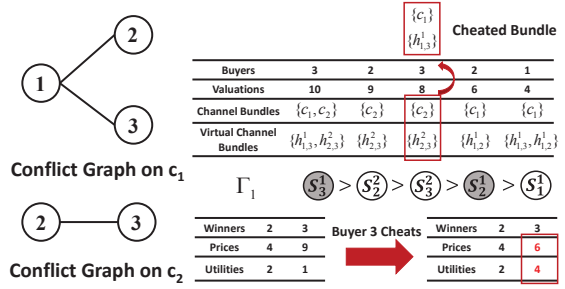 1
2
3
Conflict Graph on c₁
2 3
Conflict Graph on c₂
{c₁}
{h¹₁,₃}
Cheated Bundle
Buyers 3 2 3 2 1
Valuations 10 9 8 6 4
Channel Bundles {c₁, c₂} {c₂} {c₂} {c₁} {c₁}
Virtual Channel Bundles {h¹₁,₃, h²₂,₃} {h²₂,₃} {h²₂,₃} {h¹₁,₂} {h¹₁,₃, h¹₁,₂}
Γ₁ S¹₃ > S²₂ > S²₃ > S¹₂ > S¹₁
Winners 2 3
Prices 4 9
Utilities 2 1
Buyer 3 Cheats
Winners 2 3
Prices 4 6
Utilities 2 4